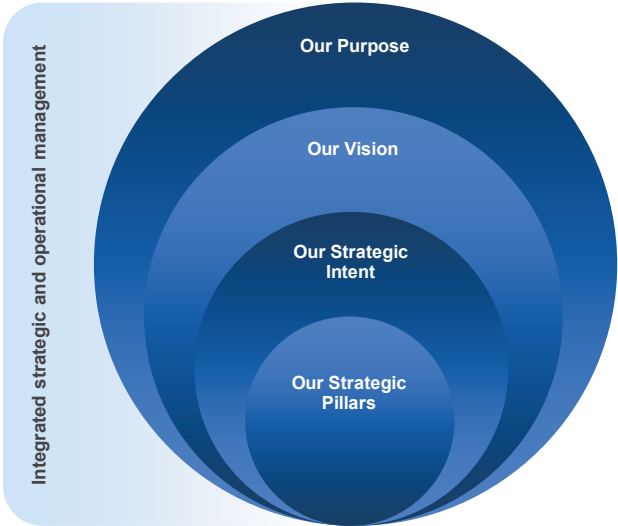 Integrated strategic and operational management
Our Purpose
Our Vision
Our Strategic
Intent
Our Strategic
Pillars